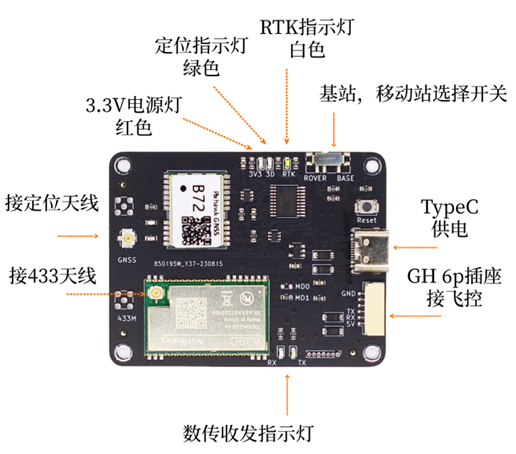 RTK指示灯
白色
定位指示灯
绿色
3.3V电源灯
红色
基站，移动站选择开关
3V3 3D RTK
ROVER BASE
Reset
接定位天线
GNSS
B72
GNSS
TypeC
供电
850195W_Y37-230815
接433天线
433M
MD0
MD1
GND
TX
RX
5V
GH 6p插座
接飞控
RX TX
数传收发指示灯